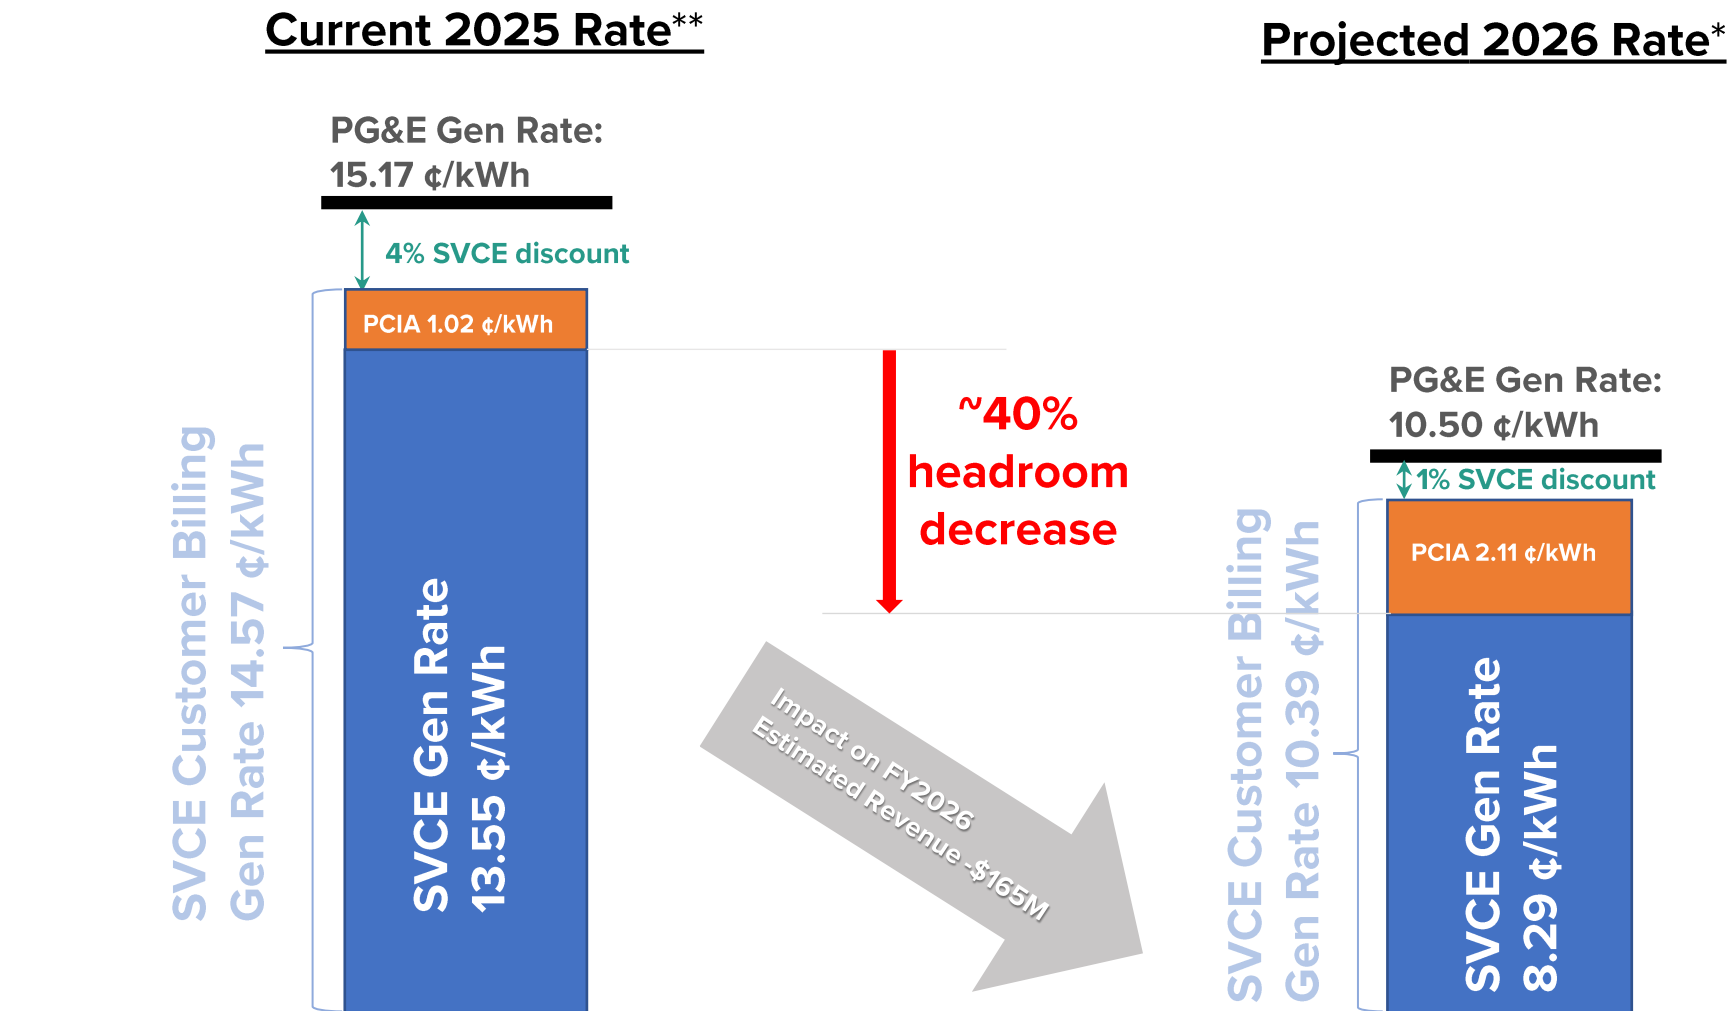 Current 2025 Rate**
Projected 2026 Rate*
PG&E Gen Rate:
15.17 ¢/kWh
4% SVCE discount
PCIA 1.02 ¢/kWh
SVCE Customer Billing
Gen Rate 14.57 ¢/kWh
SVCE Gen Rate
13.55 ¢/kWh
~40%
headroom
decrease
Impact on FY2026
Estimated Revenue -$165M
PG&E Gen Rate:
10.50 ¢/kWh
1% SVCE discount
PCIA 2.11 ¢/kWh
SVCE Customer Billing
Gen Rate 10.39 ¢/kWh
SVCE Gen Rate
8.29 ¢/kWh